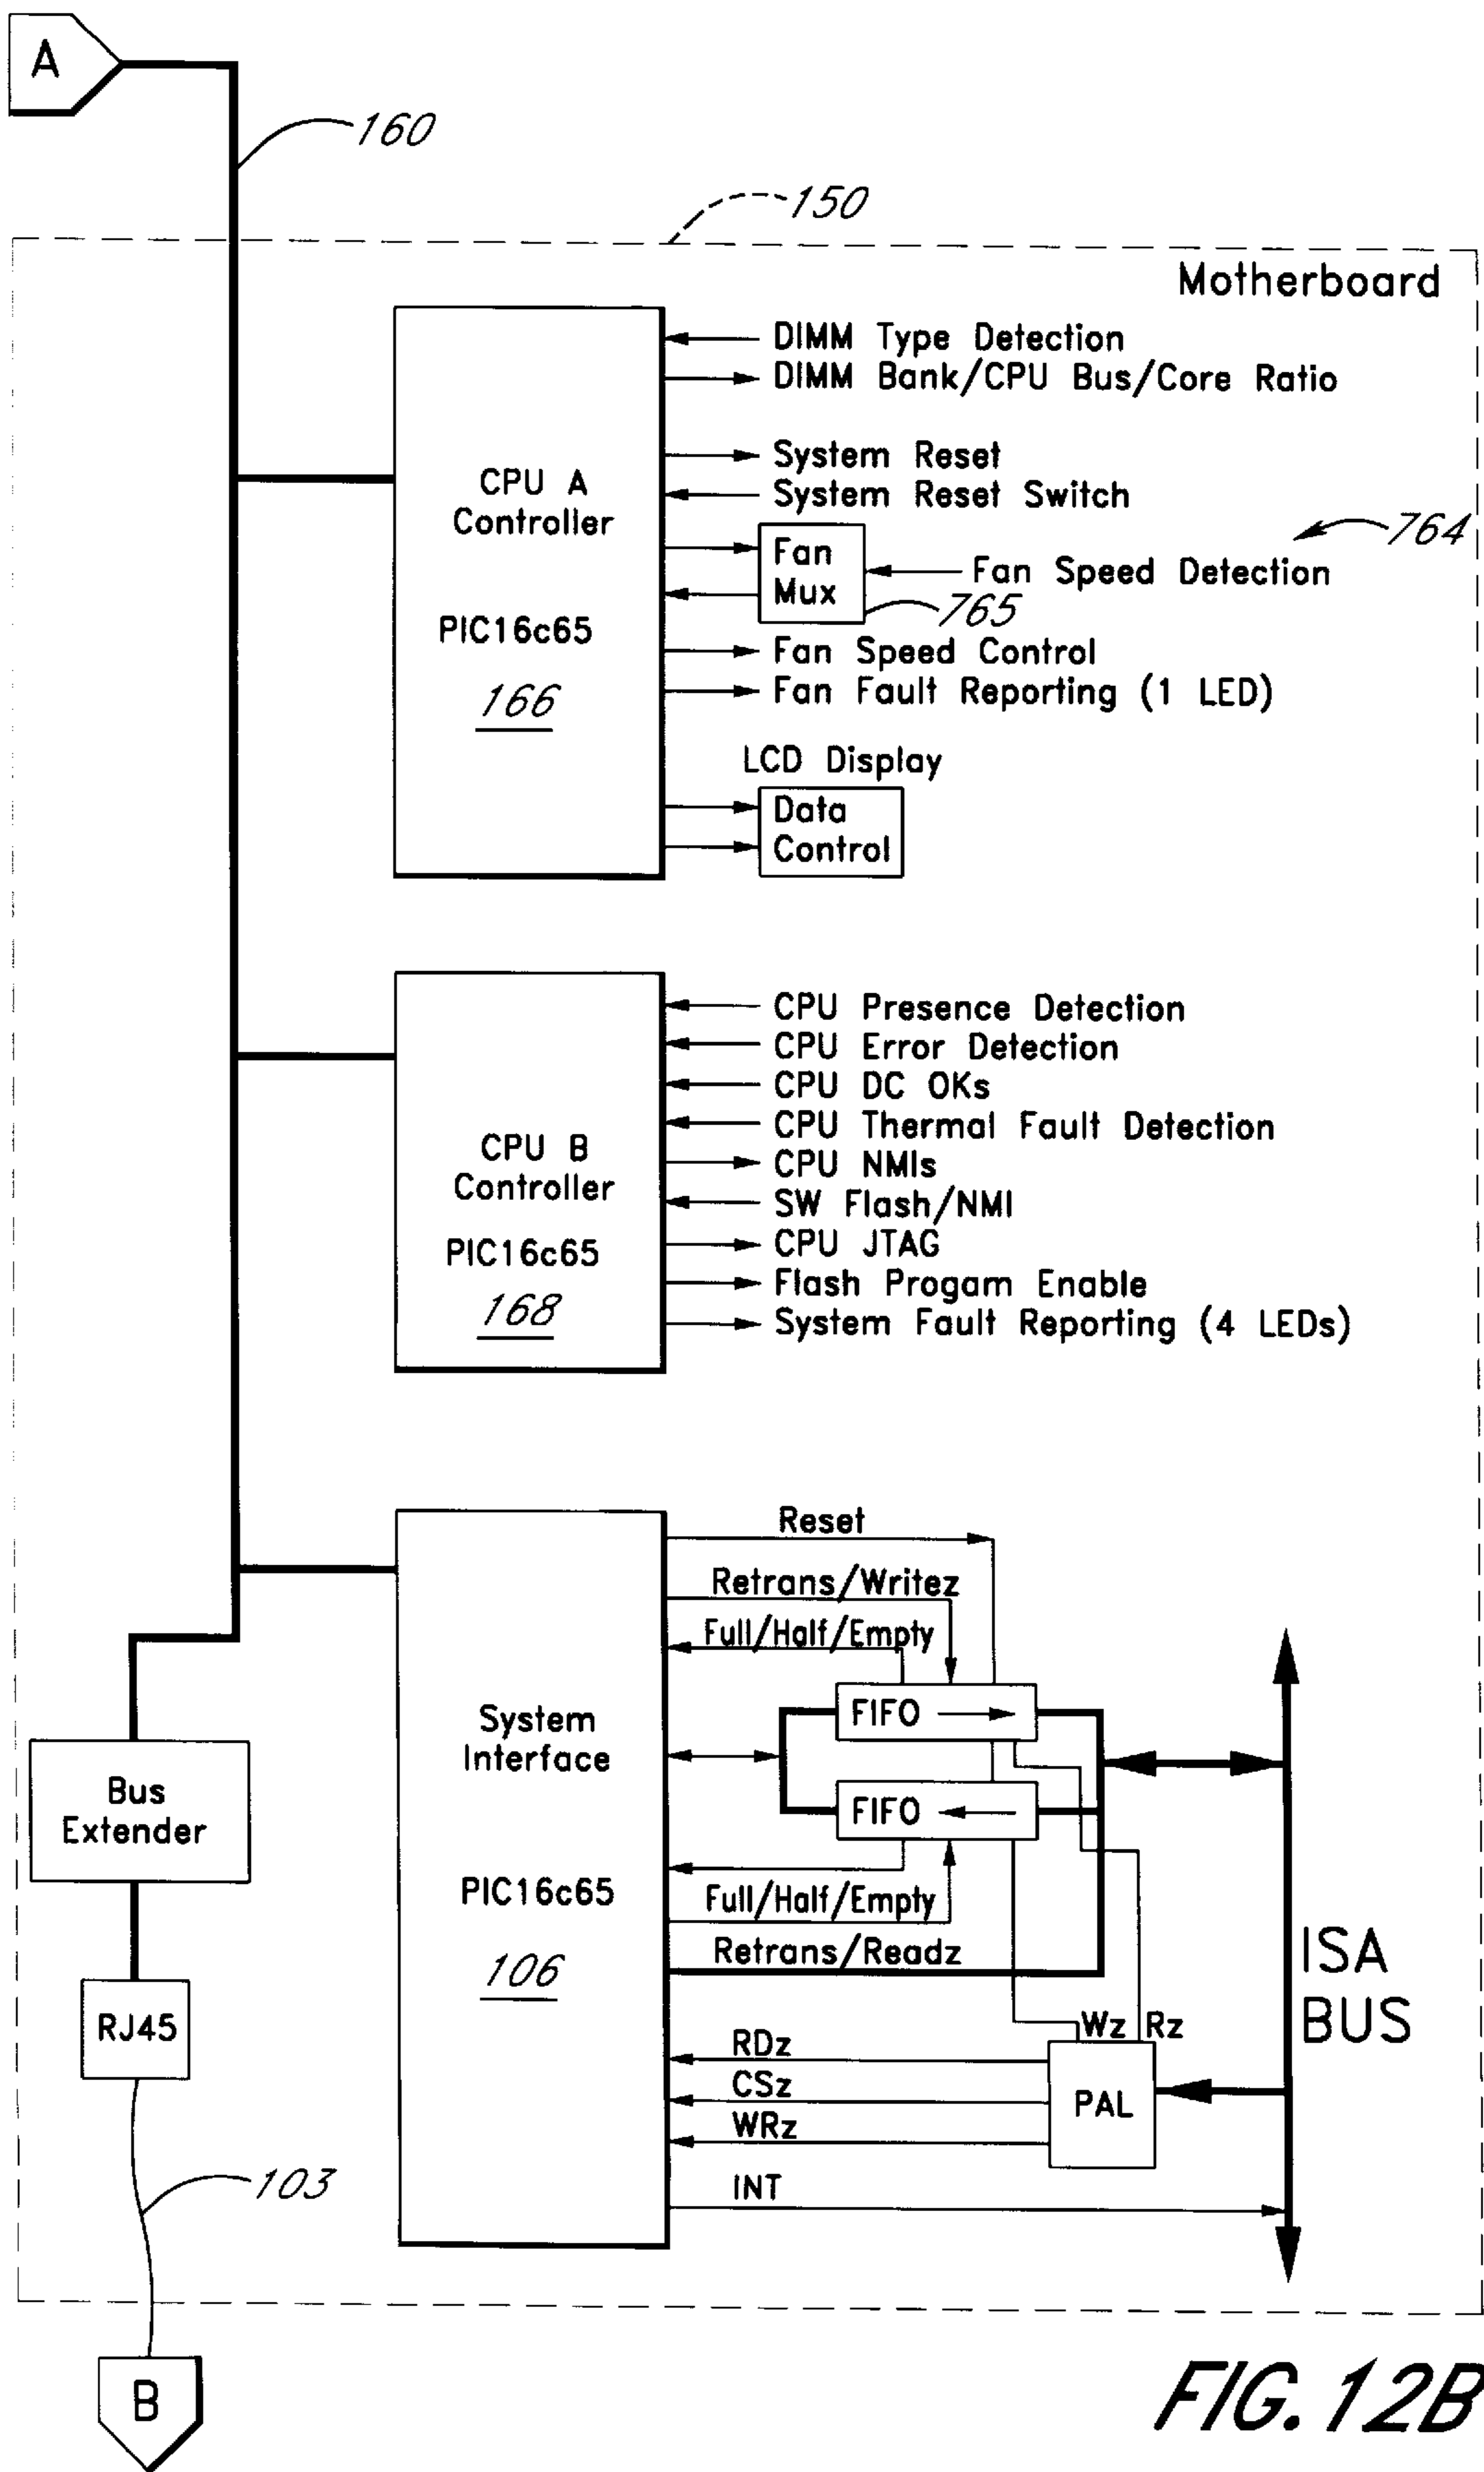 A
160
150
Motherboard
DIMM Type Detection
DIMM Bank/CPU Bus/Core Ratio
System Reset
System Reset Switch
CPU A
Controller
PIC16c65
166
Fan
Mux
Fan Speed Detection
764
765
Fan Speed Control
Fan Fault Reporting (1 LED)
LCD Display
Data
Control
CPU Presence Detection
CPU Error Detection
CPU DC OKs
CPU Thermal Fault Detection
CPU NMIs
SW Flash/NMI
CPU JTAG
Flash Progam Enable
System Fault Reporting (4 LEDs)
CPU B
Controller
PIC16c65
168
Reset
Retrans/Writez
Full/Half/Empty
FIFO
System
Interface
FIFO
PIC16c65
106
Full/Half/Empty
Retrans/Readz
Bus
Extender
RJ45
ISA
BUS
Wz Rz
RDz
CSz
WRz
PAL
INT
103
B
FIG. 12B